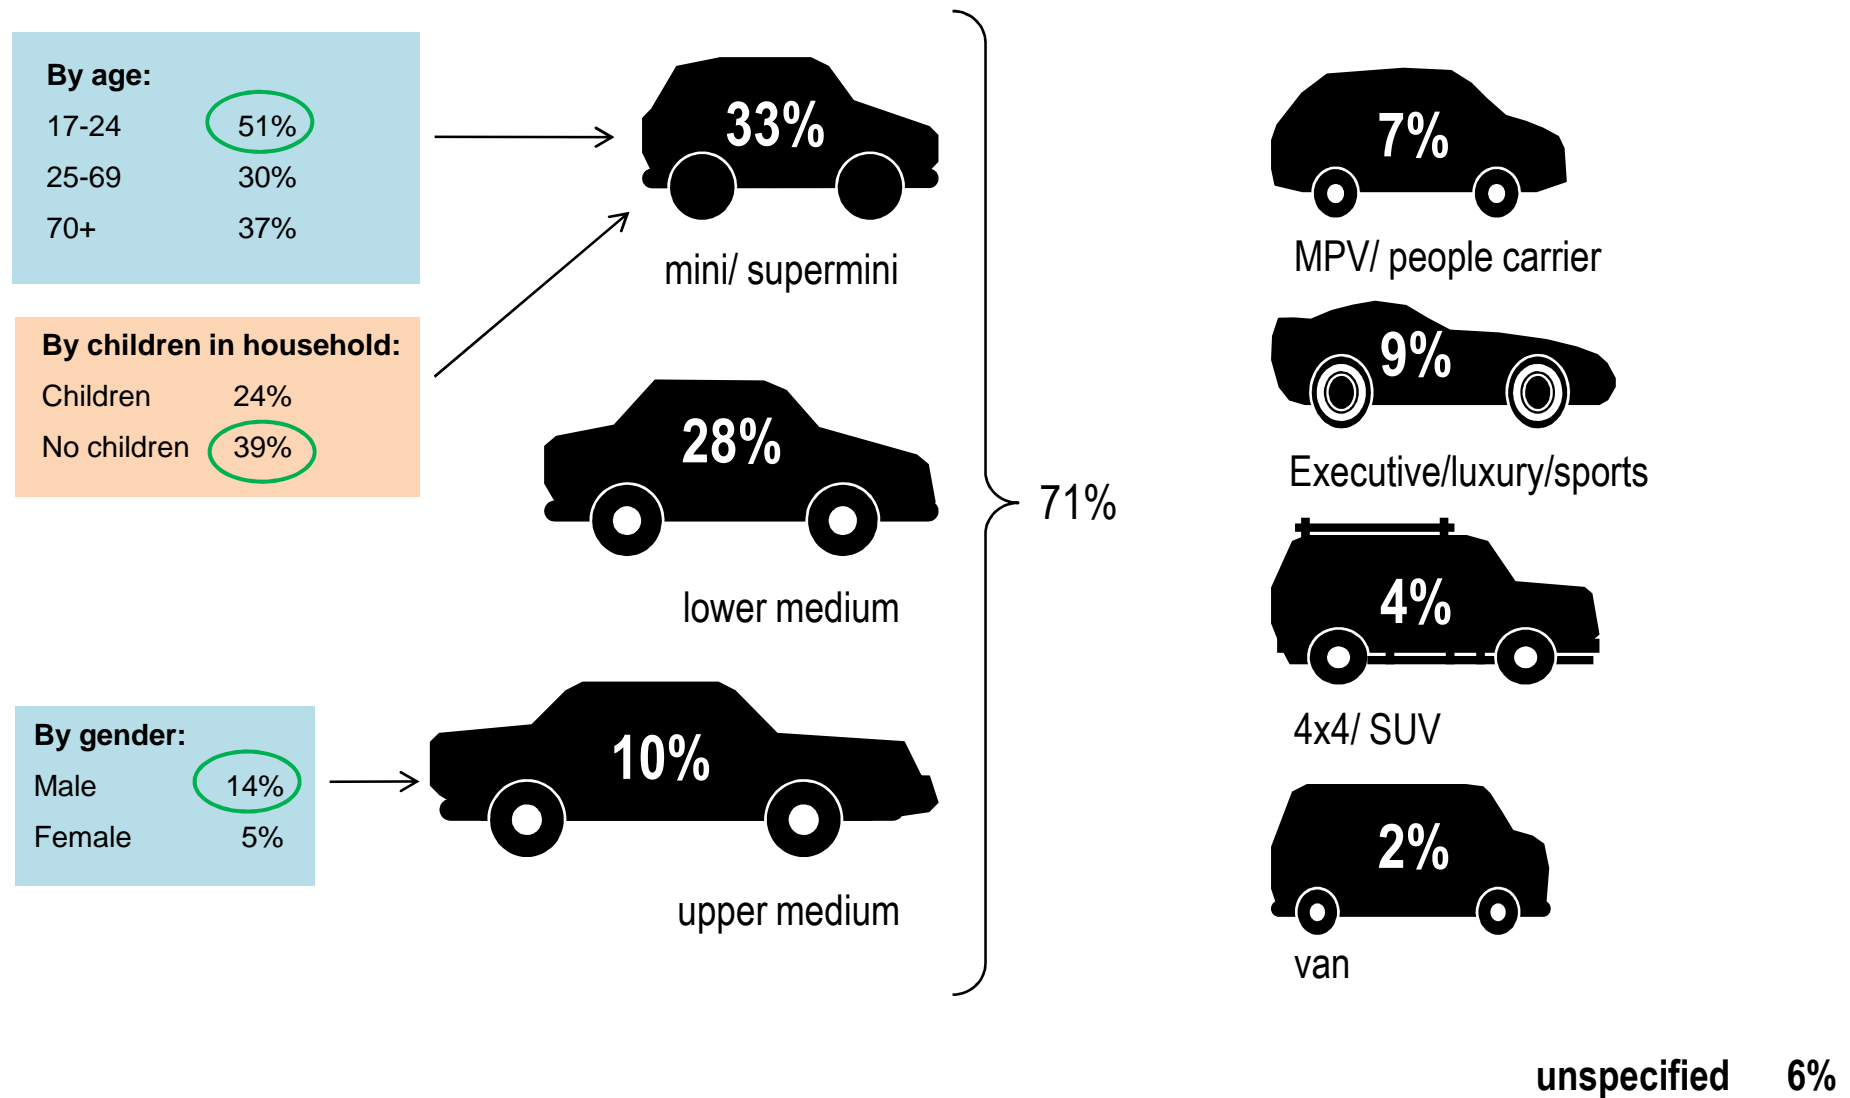 By age:
17-24 51%
25-69 30%
70+ 37%
By children in household:
Children 24%
No children 39%
By gender:
Male 14%
Female 5%
33%
mini/ supermini
28%
lower medium
10%
upper medium
71%
7%
MPV/ people carrier
9%
Executive/luxury/sports
4%
4x4/ SUV
2%
van
unspecified 6%